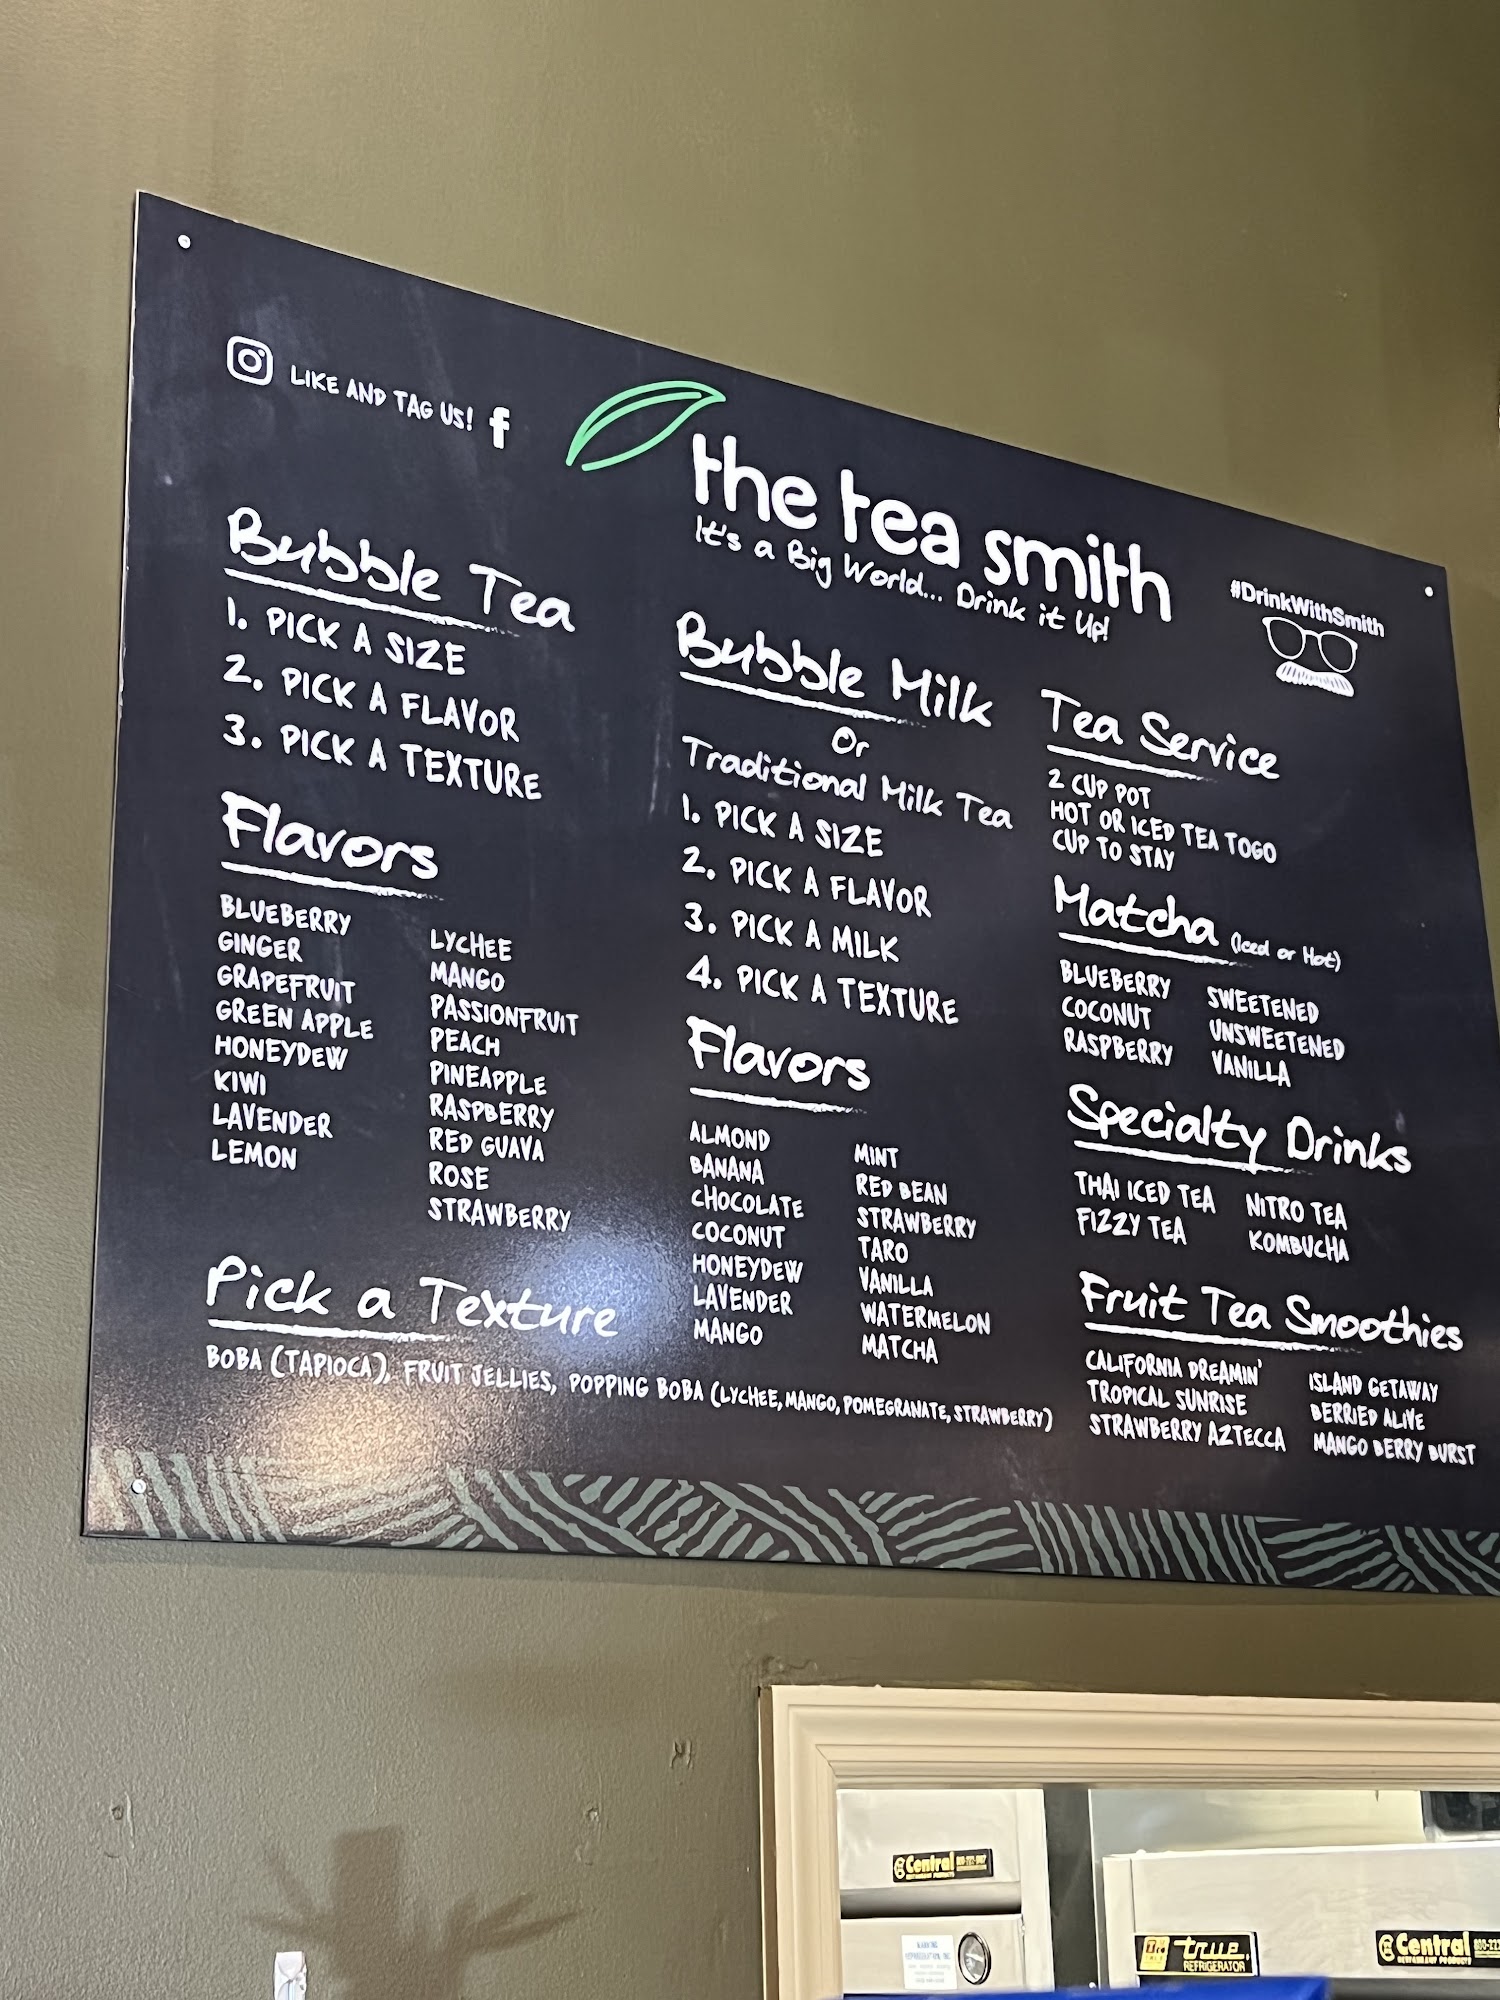 LIKE AND TAG US!
the tea smith
It's a Big World... Drink it Up!
#DrinkWithSmith
Bubble Tea
1. PICK A SIZE
2. PICK A FLAVOR
3. PICK A TEXTURE
Flavors
BLUEBERRY
GINGER
GRAPEFRUIT
GREEN APPLE
HONEYDEW
KIWI
LAVENDER
LEMON
LYCHEE
MANGO
PASSIONFRUIT
PEACH
PINEAPPLE
RASPBERRY
RED GUAVA
ROSE
STRAWBERRY
Pick a Texture
BOBA (TAPIOCA), FRUIT JELLIES, POPPING BOBA (LYCHEE, MANGO, POMEGRANATE, STRAWBERRY)
Bubble Milk
Or
Traditional Milk Tea
1. PICK A SIZE
2. PICK A FLAVOR
3. PICK A MILK
4. PICK A TEXTURE
Flavors
ALMOND
BANANA
CHOCOLATE
COCONUT
HONEYDEW
LAVENDER
MANGO
MINT
RED BEAN
STRAWBERRY
TARO
VANILLA
WATERMELON
MATCHA
Tea Service
2 CUP POT
HOT OR ICED TEA TOGO
CUP TO STAY
Matcha (Iced or Hot)
BLUEBERRY
COCONUT
RASPBERRY
SWEETENED
UNSWEETENED
VANILLA
Specialty Drinks
THAI ICED TEA
FIZZY TEA
NITRO TEA
KOMBUCHA
Fruit Tea Smoothies
CALIFORNIA DREAMIN'
TROPICAL SUNRISE
STRAWBERRY AZTECCA
ISLAND GETAWAY
BERRIED ALIVE
MANGO BERRY BURST
Central
RESTAURANT PRODUCTS
WARNING
true
REFRIGERATOR
Central
RESTAURANT PRODUCTS